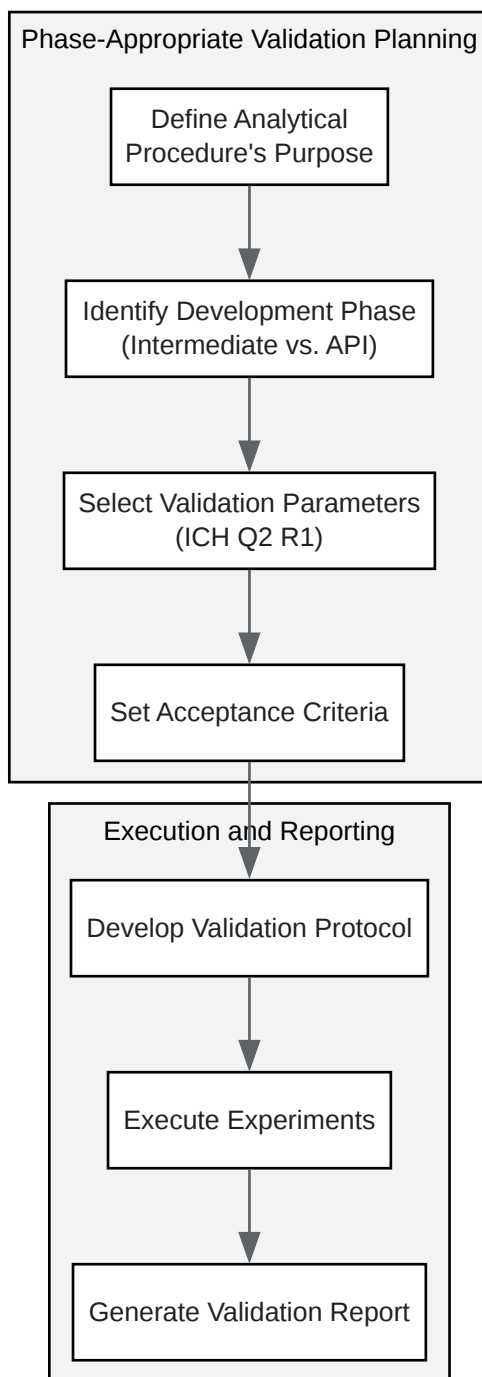 Phase-Appropriate Validation Planning
Define Analytical
Procedure's Purpose
Identify Development Phase
(Intermediate vs. API)
Select Validation Parameters
(ICH Q2 R1)
Set Acceptance Criteria
Execution and Reporting
Develop Validation Protocol
Execute Experiments
Generate Validation Report